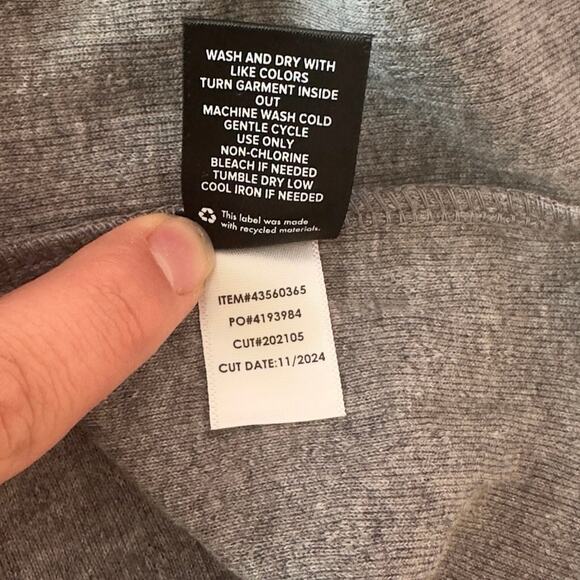 WASH AND DRY WITH
LIKE COLORS
TURN GARMENT INSIDE
OUT
MACHINE WASH COLD
GENTLE CYCLE
USE ONLY
NON-CHLORINE
BLEACH IF NEEDED
TUMBLE DRY LOW
COOL IRON IF NEEDED
This label was made
with recycled materials.
ITEM#43560365
PO#4193984
CUT#202105
CUT DATE:11/2024